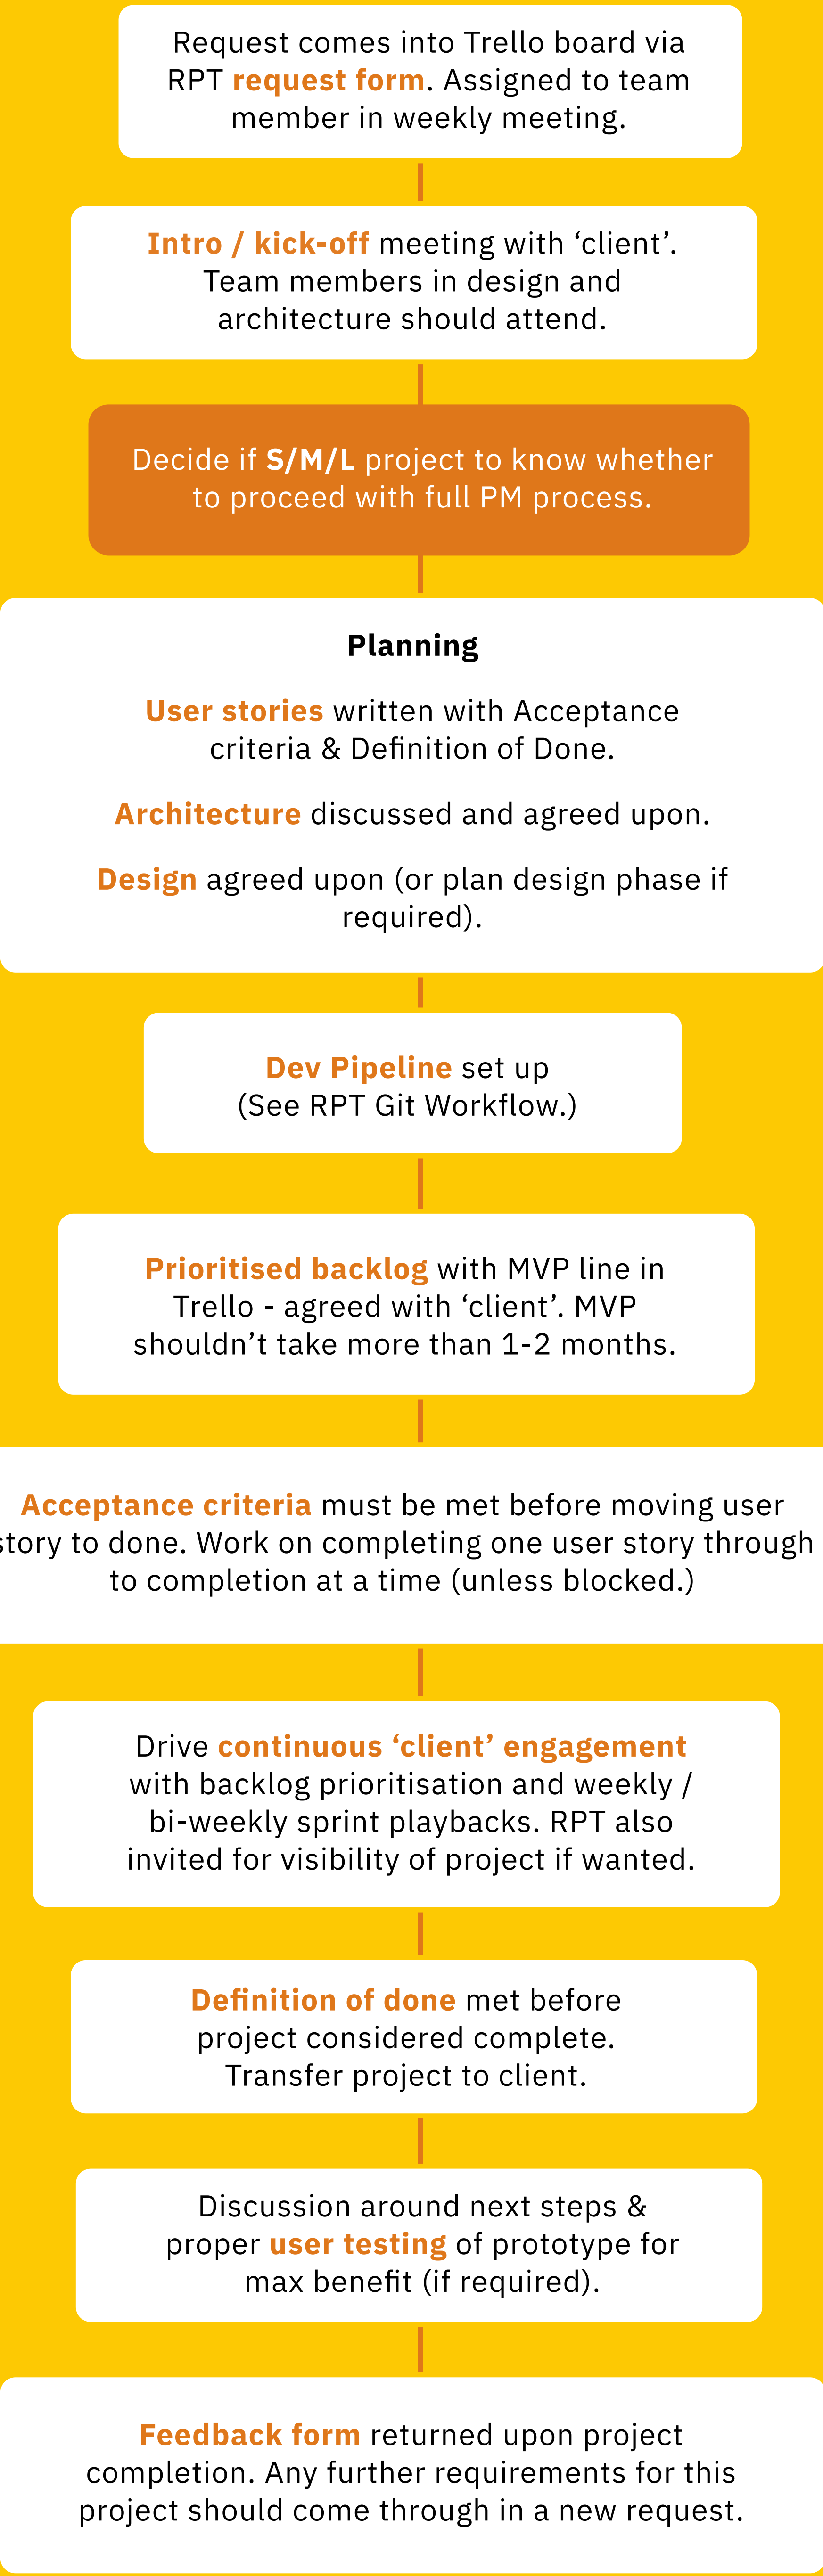 Request comes into Trello board via
RPT request form. Assigned to team
member in weekly meeting.
Intro / kick-off meeting with ‘client’.
Team members in design and
architecture should attend.
Decide if S/M/L project to know whether
to proceed with full PM process.
Planning
User stories written with Acceptance
criteria & Definition of Done.
Architecture discussed and agreed upon.
Design agreed upon (or plan design phase if
required).
Dev Pipeline set up
(See RPT Git Workflow.)
Prioritised backlog with MVP line in
Trello - agreed with ‘client’. MVP
shouldn’t take more than 1-2 months.
Acceptance criteria must be met before moving user
story to done. Work on completing one user story through
to completion at a time (unless blocked.)
Drive continuous ‘client’ engagement
with backlog prioritisation and weekly /
bi-weekly sprint playbacks. RPT also
invited for visibility of project if wanted.
Definition of done met before
project considered complete.
Transfer project to client.
Discussion around next steps &
proper user testing of prototype for
max benefit (if required).
Feedback form returned upon project
completion. Any further requirements for this
project should come through in a new request.